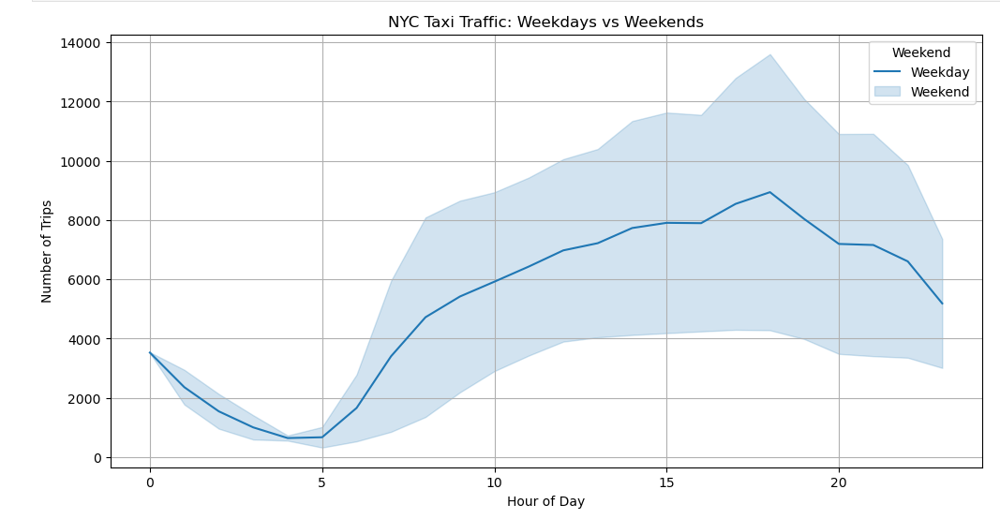 NYC Taxi Traffic: Weekdays vs Weekends
Weekend
Weekday
Weekend
Number of Trips
14000
12000
10000
8000
6000
4000
2000
0
0 5 10 15 20
Hour of Day